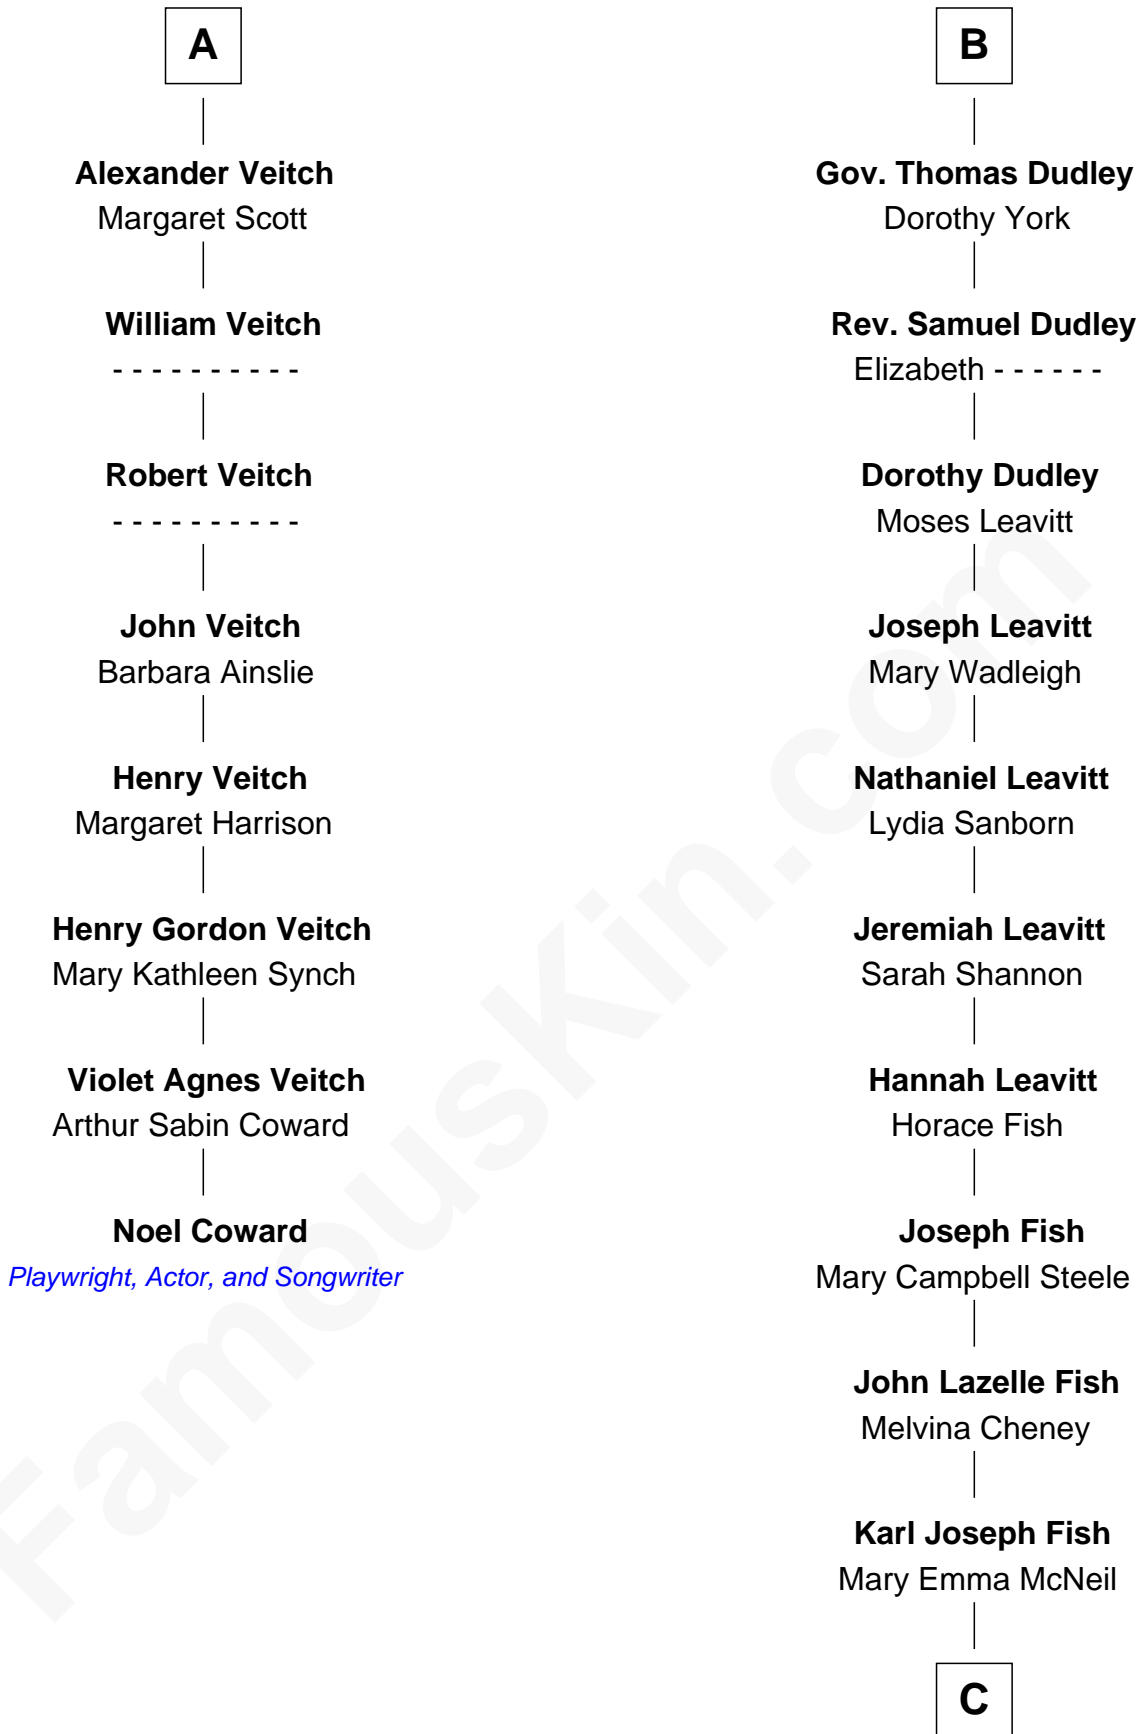 A
Alexander Veitch
Margaret Scott
William Veitch
- - - - - - - - - -
Robert Veitch
- - - - - - - - - -
John Veitch
Barbara Ainslie
Henry Veitch
Margaret Harrison
Henry Gordon Veitch
Mary Kathleen Synch
Violet Agnes Veitch
Arthur Sabin Coward
Noel Coward
Playwright, Actor, and Songwriter
B
Gov. Thomas Dudley
Dorothy York
Rev. Samuel Dudley
Elizabeth - - - - - -
Dorothy Dudley
Moses Leavitt
Joseph Leavitt
Mary Wadleigh
Nathaniel Leavitt
Lydia Sanborn
Jeremiah Leavitt
Sarah Shannon
Hannah Leavitt
Horace Fish
Joseph Fish
Mary Campbell Steele
John Lazelle Fish
Melvina Cheney
Karl Joseph Fish
Mary Emma McNeil
C
FamousKin.com